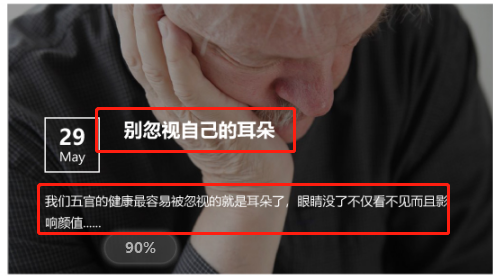 别忽视自己的耳朵
29
May
我们五官的健康最容易被忽视的就是耳朵了，眼睛没了不仅看不见而且影
响颜值......
90%